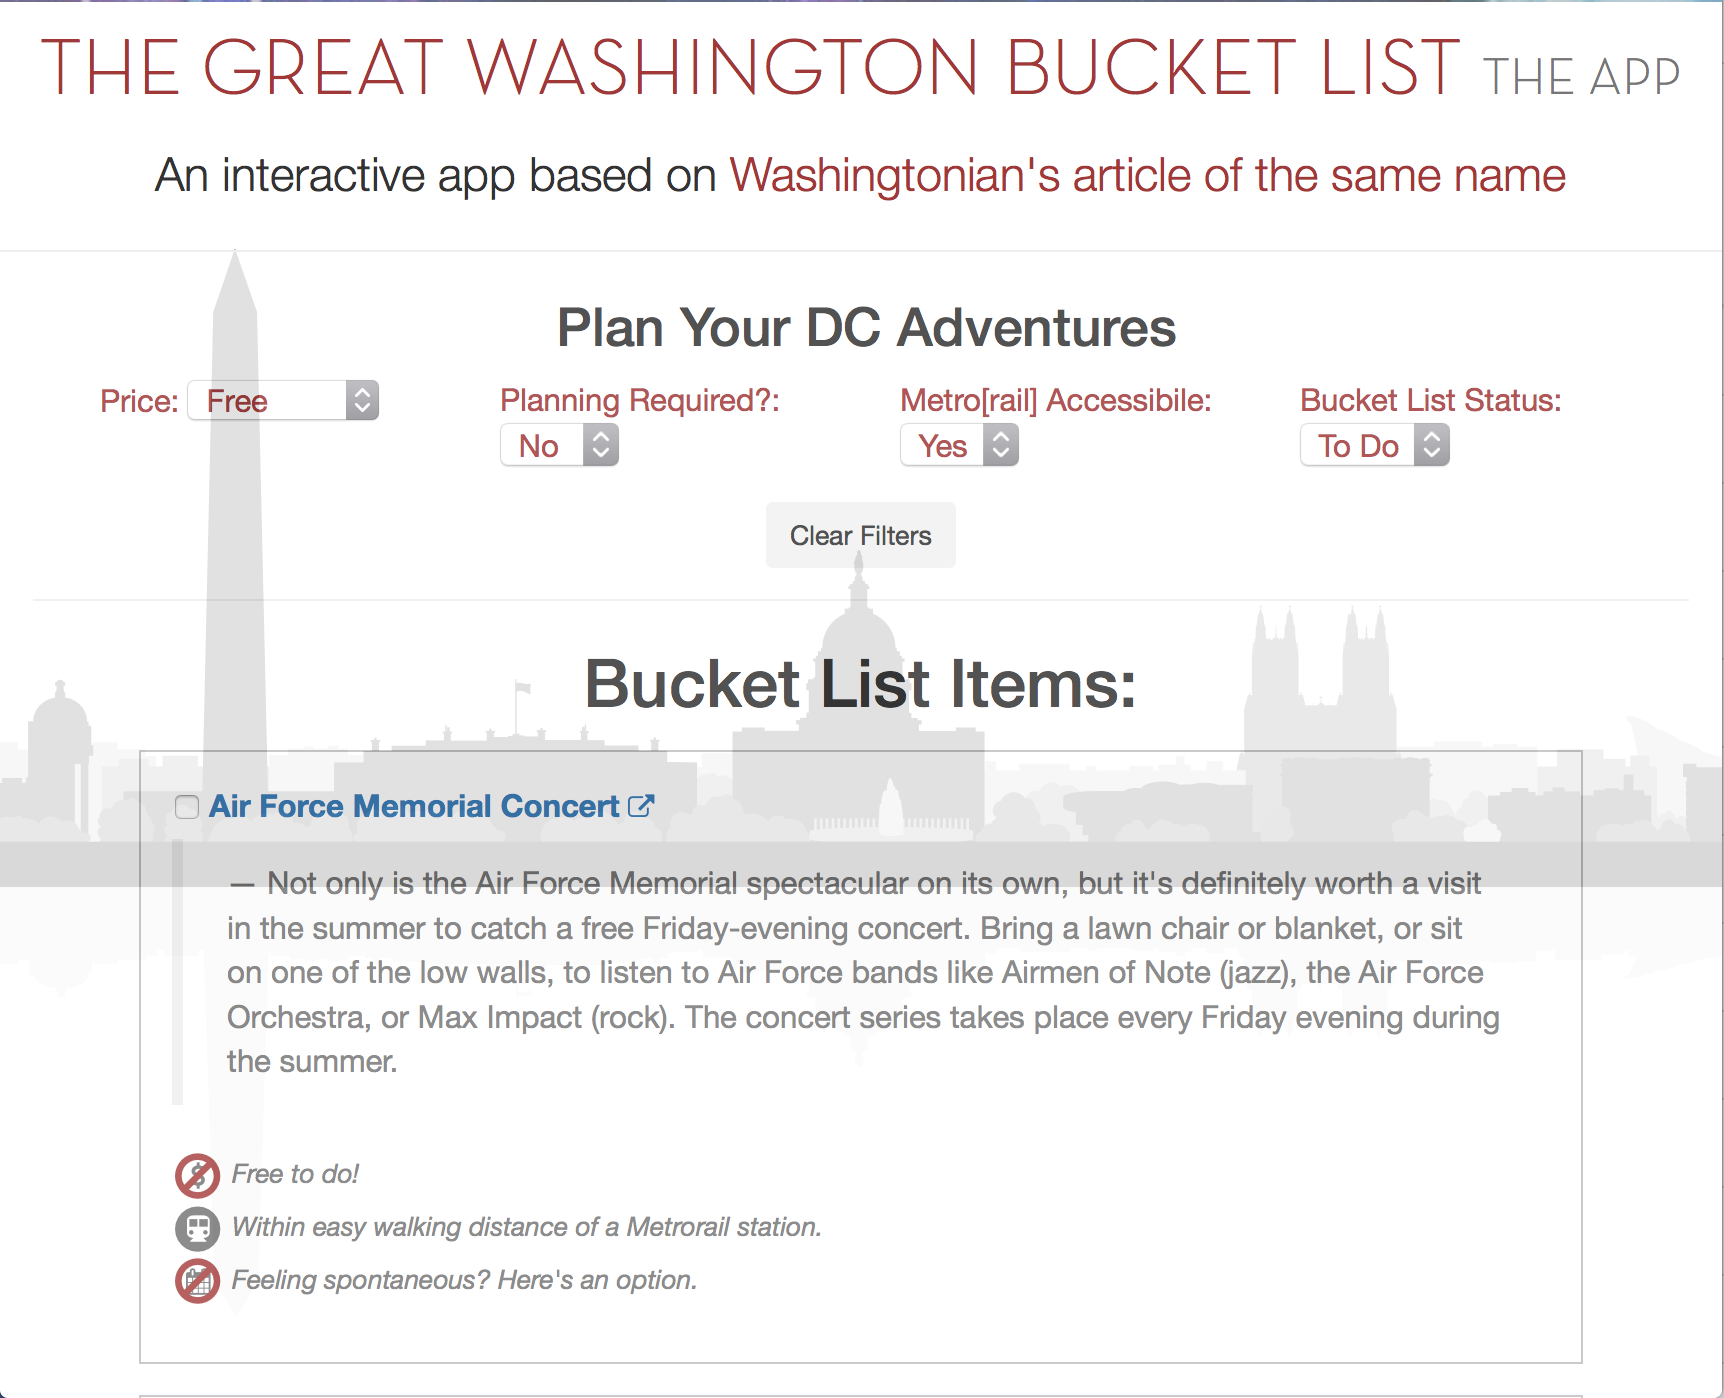 THE GREAT WASHINGTON BUCKET LIST THE APP
An interactive app based on Washingtonian's article of the same name
Plan Your DC Adventures
Price: Free
Planning Required?:
No
Metro[rail] Accessibile:
Yes
Bucket List Status:
To Do
Clear Filters
Bucket List Items:
Air Force Memorial Concert
— Not only is the Air Force Memorial spectacular on its own, but it's definitely worth a visit
in the summer to catch a free Friday-evening concert. Bring a lawn chair or blanket, or sit
on one of the low walls, to listen to Air Force bands like Airmen of Note (jazz), the Air Force
Orchestra, or Max Impact (rock). The concert series takes place every Friday evening during
the summer.
$ Free to do!
Within easy walking distance of a Metrorail station.
Feeling spontaneous? Here's an option.